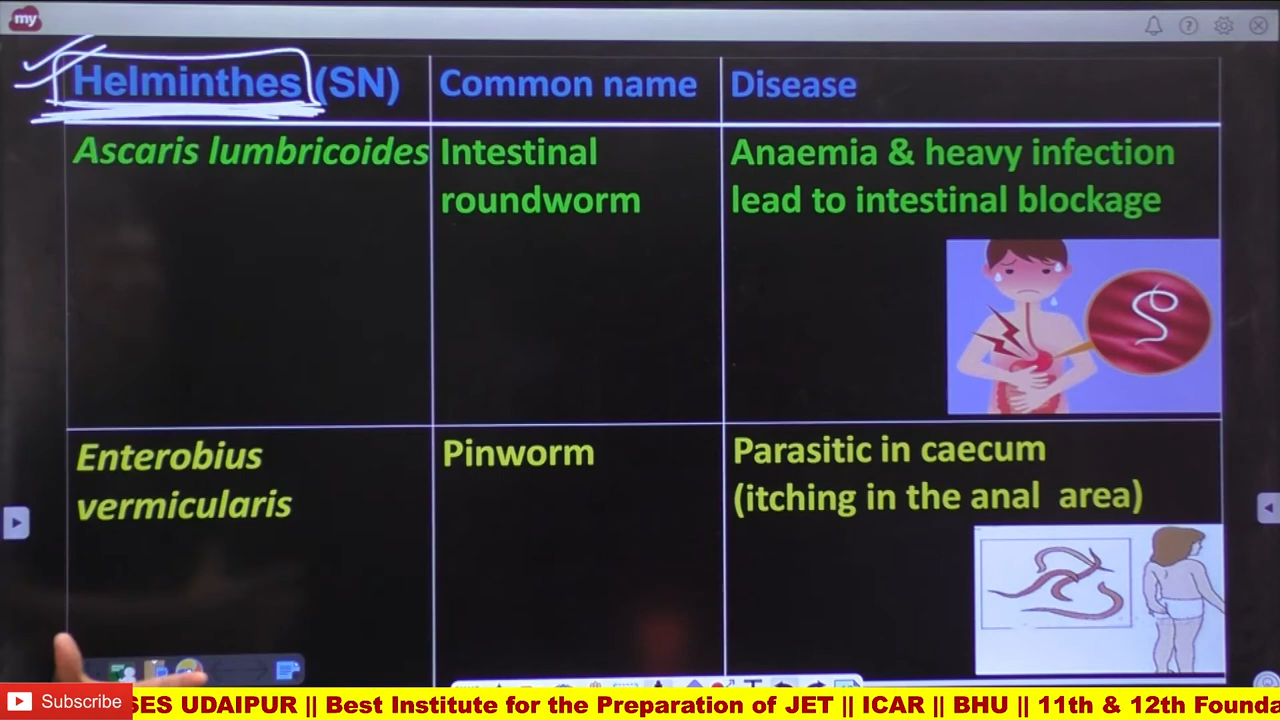 my
Helminthes (SN)
Common name
Disease
Ascaris lumbricoides
Intestinal
roundworm
Anaemia & heavy infection
lead to intestinal blockage
Enterobius
vermicularis
Pinworm
Parasitic in caecum
(itching in the anal area)
Subscribe
SES UDAIPUR || Best Institute for the Preparation of JET || ICAR || BHU || 11th & 12th Founda